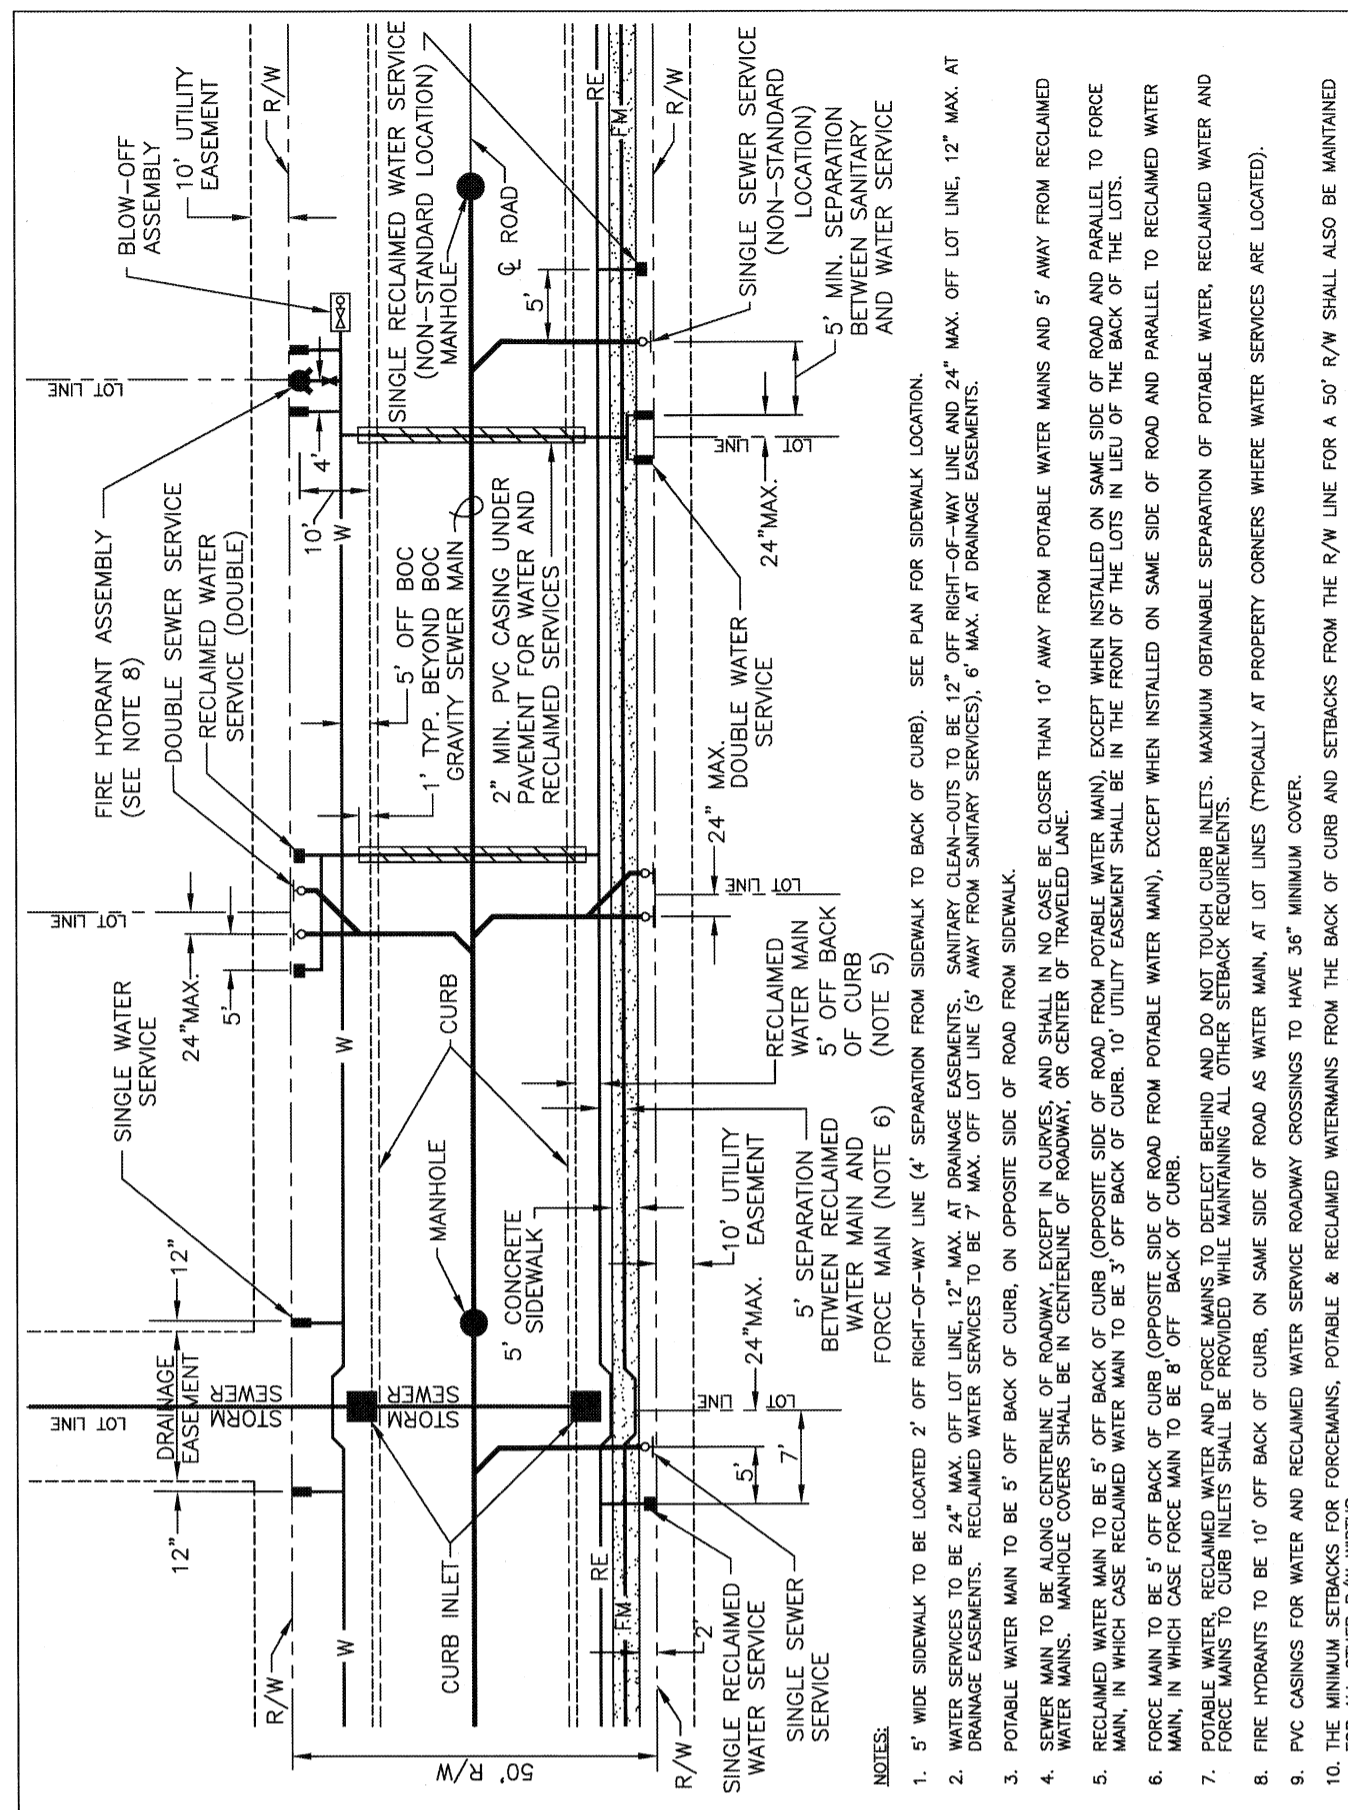 BLOW-OFF
ASSEMBLY
10' UTILITY
EASEMENT
R/W
FIRE HYDRANT ASSEMBLY
(SEE NOTE 8)
DOUBLE SEWER SERVICE
RECLAIMED WATER
SERVICE (DOUBLE)
SINGLE WATER
SERVICE
LOT LINE
LOT LINE
LOT LINE
24"MAX.
5'
4'
10'
12"
12"
DRAINAGE
EASEMENT
STORM
SEWER
STORM
SEWER
R/W
W
W
W
50' R/W
SINGLE RECLAIMED WATER SERVICE
(NON-STANDARD LOCATION)
MANHOLE
℄ ROAD
5' OFF BOC
1' TYP. BEYOND BOC
GRAVITY SEWER MAIN
2" MIN. PVC CASING UNDER
PAVEMENT FOR WATER AND
RECLAIMED SERVICES
CURB
MANHOLE
5' CONCRETE
SIDEWALK
CURB INLET
RE
FM
RE
FM
5'
R/W
SINGLE SEWER SERVICE
(NON-STANDARD
LOCATION)
5' MIN. SEPARATION
BETWEEN SANITARY
AND WATER SERVICE
LOT LINE
24"MAX.
DOUBLE WATER
SERVICE
24" MAX.
LOT LINE
RECLAIMED
WATER MAIN
5' OFF BACK
OF CURB
(NOTE 5)
10' UTILITY
EASEMENT
5' SEPARATION
BETWEEN RECLAIMED
WATER MAIN AND
FORCE MAIN (NOTE 6)
24"MAX.
LOT LINE
5'
7'
2'
R/W
SINGLE RECLAIMED
WATER SERVICE
SINGLE SEWER
SERVICE
NOTES:
1. 5' WIDE SIDEWALK TO BE LOCATED 2' OFF RIGHT-OF-WAY LINE (4' SEPARATION FROM SIDEWALK TO BACK OF CURB). SEE PLAN FOR SIDEWALK LOCATION.
2. WATER SERVICES TO BE 24" MAX. OFF LOT LINE, 12" MAX. AT DRAINAGE EASEMENTS. SANITARY CLEAN-OUTS TO BE 12" OFF RIGHT-OF-WAY LINE AND 24" MAX. OFF LOT LINE, 12" MAX. AT
DRAINAGE EASEMENTS. RECLAIMED WATER SERVICES TO BE 7' MAX. OFF LOT LINE (5' AWAY FROM SANITARY SERVICES), 6' MAX. AT DRAINAGE EASEMENTS.
3. POTABLE WATER MAIN TO BE 5' OFF BACK OF CURB, ON OPPOSITE SIDE OF ROAD FROM SIDEWALK.
4. SEWER MAIN TO BE ALONG CENTERLINE OF ROADWAY, EXCEPT IN CURVES, AND SHALL IN NO CASE BE CLOSER THAN 10' AWAY FROM POTABLE WATER MAINS AND 5' AWAY FROM RECLAIMED
WATER MAINS. MANHOLE COVERS SHALL BE IN CENTERLINE OF ROADWAY, OR CENTER OF TRAVELED LANE.
5. RECLAIMED WATER MAIN TO BE 5' OFF BACK OF CURB (OPPOSITE SIDE OF ROAD FROM POTABLE WATER MAIN), EXCEPT WHEN INSTALLED ON SAME SIDE OF ROAD AND PARALLEL TO FORCE
MAIN, IN WHICH CASE RECLAIMED WATER MAIN TO BE 3' OFF BACK OF CURB. 10' UTILITY EASEMENT SHALL BE IN THE FRONT OF THE LOTS IN LIEU OF THE BACK OF THE LOTS.
6. FORCE MAIN TO BE 5' OFF BACK OF CURB (OPPOSITE SIDE OF ROAD FROM POTABLE WATER MAIN), EXCEPT WHEN INSTALLED ON SAME SIDE OF ROAD AND PARALLEL TO RECLAIMED WATER
MAIN, IN WHICH CASE FORCE MAIN TO BE 8' OFF BACK OF CURB.
7. POTABLE WATER, RECLAIMED WATER AND FORCE MAINS TO DEFLECT BEHIND AND DO NOT TOUCH CURB INLETS. MAXIMUM OBTAINABLE SEPARATION OF POTABLE WATER, RECLAIMED WATER AND
FORCE MAINS TO CURB INLETS SHALL BE PROVIDED WHILE MAINTAINING ALL OTHER SETBACK REQUIREMENTS.
8. FIRE HYDRANTS TO BE 10' OFF BACK OF CURB, ON SAME SIDE OF ROAD AS WATER MAIN, AT LOT LINES (TYPICALLY AT PROPERTY CORNERS WHERE WATER SERVICES ARE LOCATED).
9. PVC CASINGS FOR WATER AND RECLAIMED WATER SERVICE ROADWAY CROSSINGS TO HAVE 36" MINIMUM COVER.
10. THE MINIMUM SETBACKS FOR FORCEMAINS, POTABLE & RECLAIMED WATERMAINS FROM THE BACK OF CURB AND SETBACKS FROM THE R/W LINE FOR A 50' R/W SHALL ALSO BE MAINTAINED